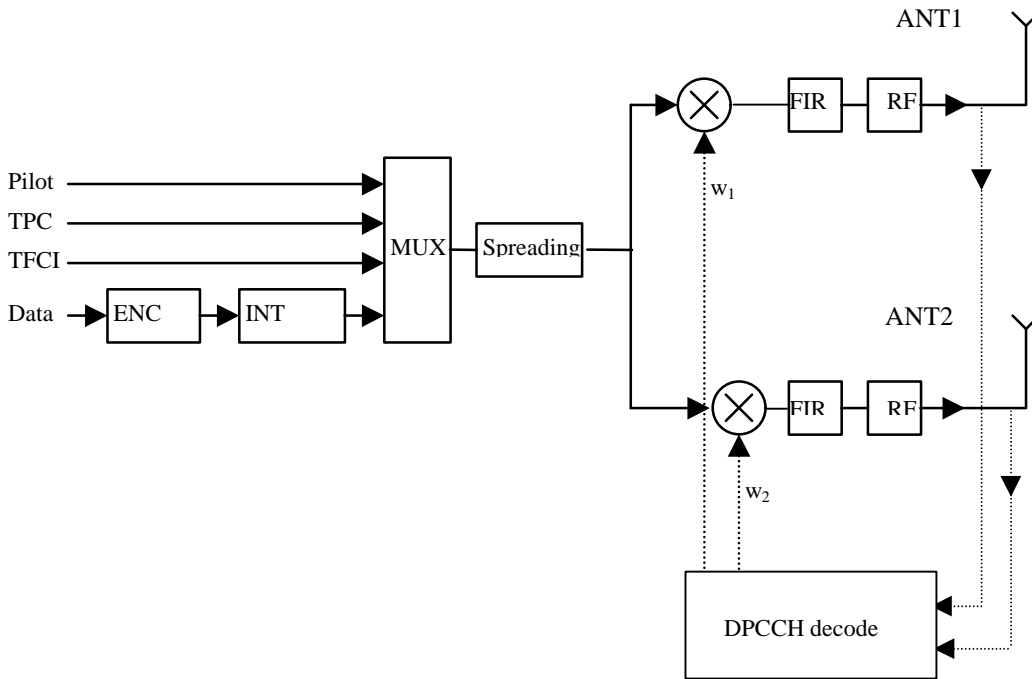 ANT1
FIR
RF
Pilot
w1
TPC
MUX
Spreading
TFCI
Data
ENC
INT
ANT2
FIR
RF
w2
DPCCH decode